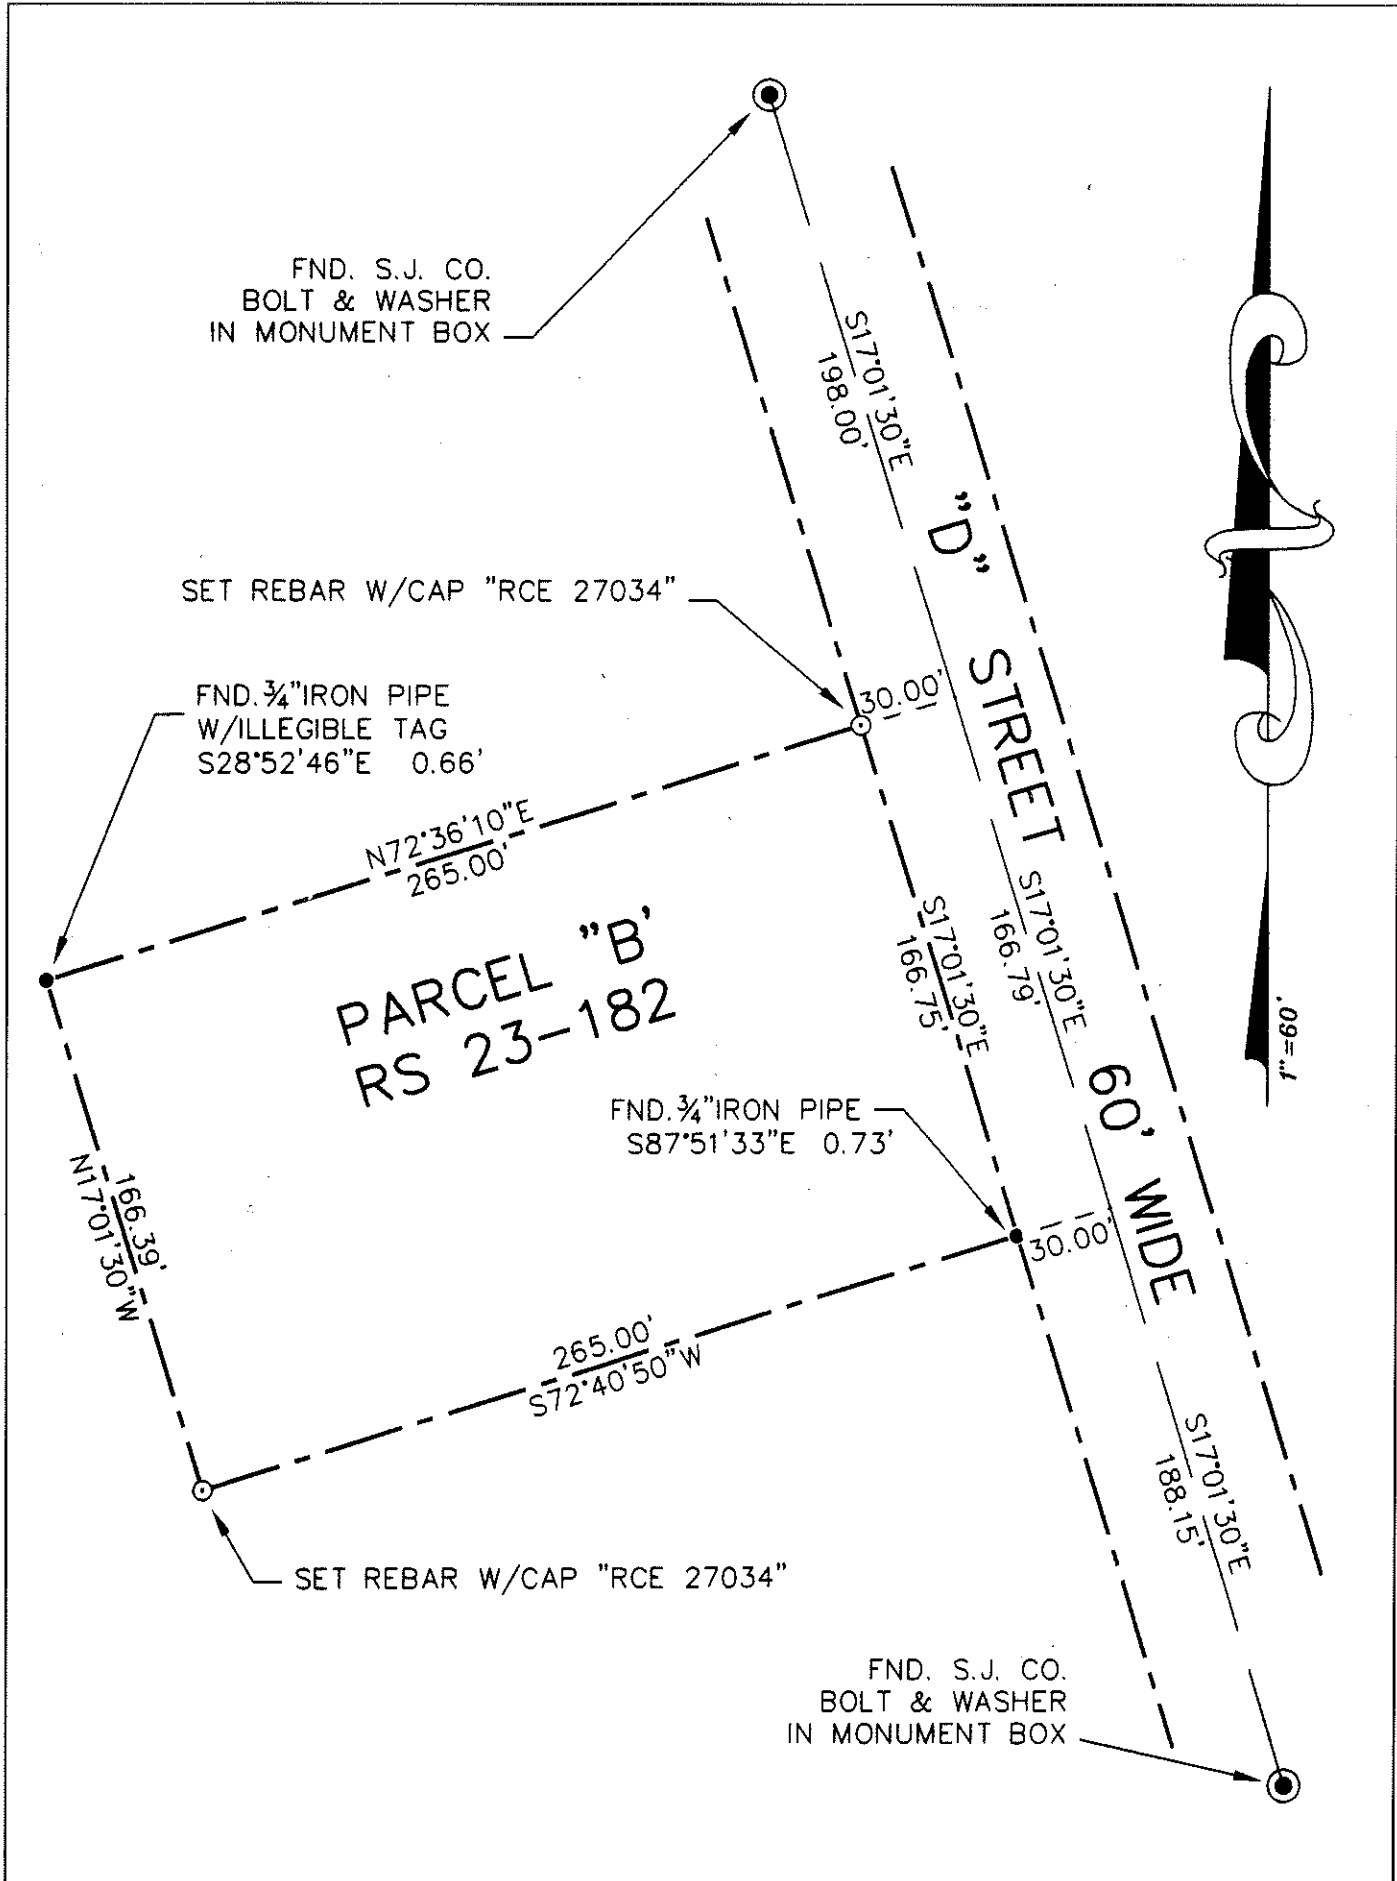 FND. S.J. CO.
BOLT & WASHER
IN MONUMENT BOX
S17°01'30"E
198.00'
"D" STREET 60' WIDE
SET REBAR W/CAP "RCE 27034"
30.00'
FND. ¾" IRON PIPE
W/ILLEGIBLE TAG
S28°52'46"E 0.66'
N72°36'10"E
265.00'
PARCEL "B'
RS 23-182
S17°01'30"E
166.75'
S17°01'30"E
166.79'
1"=60'
FND. ¾" IRON PIPE
S87°51'33"E 0.73'
30.00'
166.39'
N17°01'30"W
265.00'
S72°40'50"W
S17°01'30"E
188.15'
SET REBAR W/CAP "RCE 27034"
FND. S.J. CO.
BOLT & WASHER
IN MONUMENT BOX